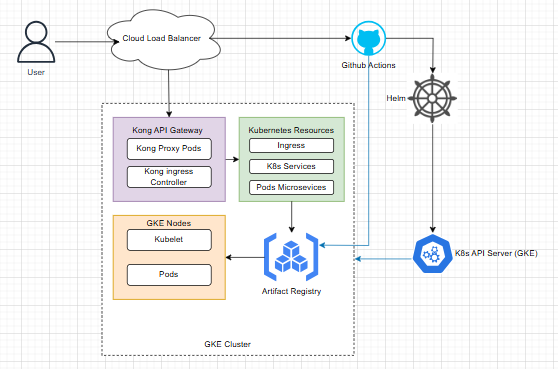 Cloud Load Balancer
User
Github Actions
Helm
Kong API Gateway
Kong Proxy Pods
Kong ingress
Controller
Kubernetes Resources
Ingress
K8s Services
Pods Microsevices
GKE Nodes
Kubelet
Pods
Artifact Registry
K8s API Server (GKE)
GKE Cluster